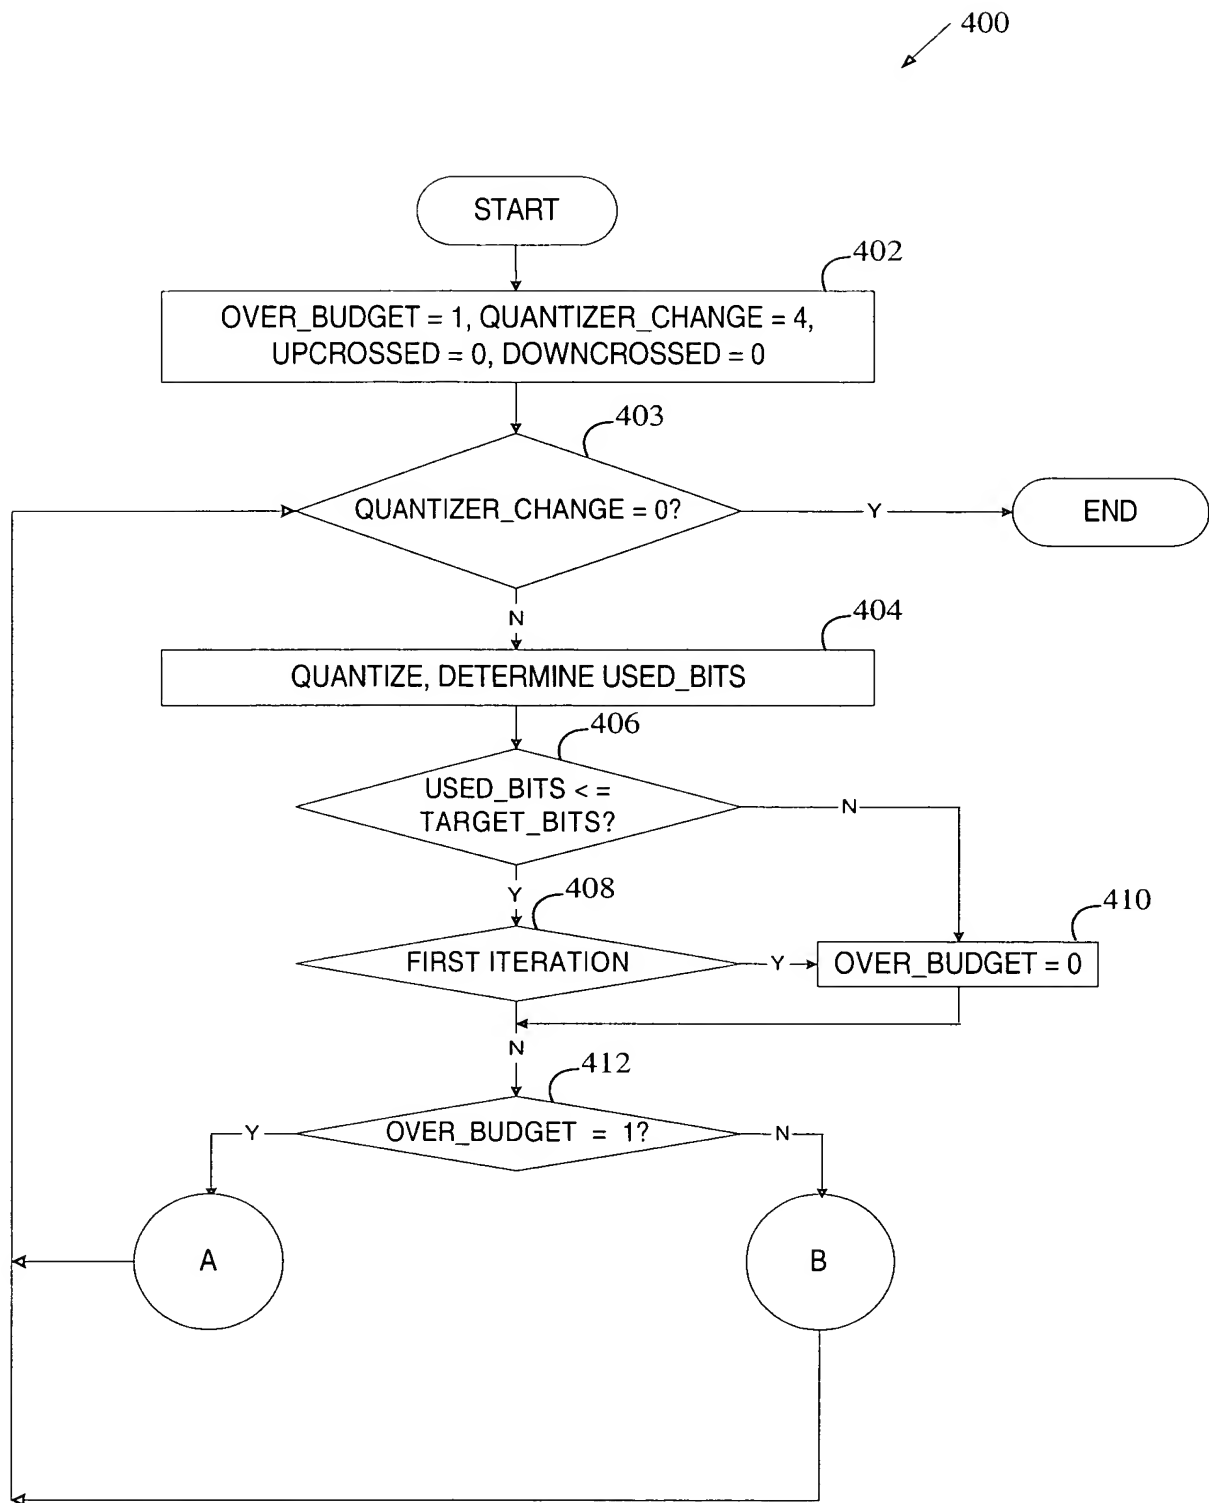 400
START
402
OVER_BUDGET = 1, QUANTIZER_CHANGE = 4,
UPCROSSED = 0, DOWNCROSSED = 0
403
QUANTIZER_CHANGE = 0?
Y
END
N
404
QUANTIZE, DETERMINE USED_BITS
406
USED_BITS < =
TARGET_BITS?
N
Y
408
410
FIRST ITERATION
Y
OVER_BUDGET = 0
N
412
OVER_BUDGET = 1?
Y
N
A
B